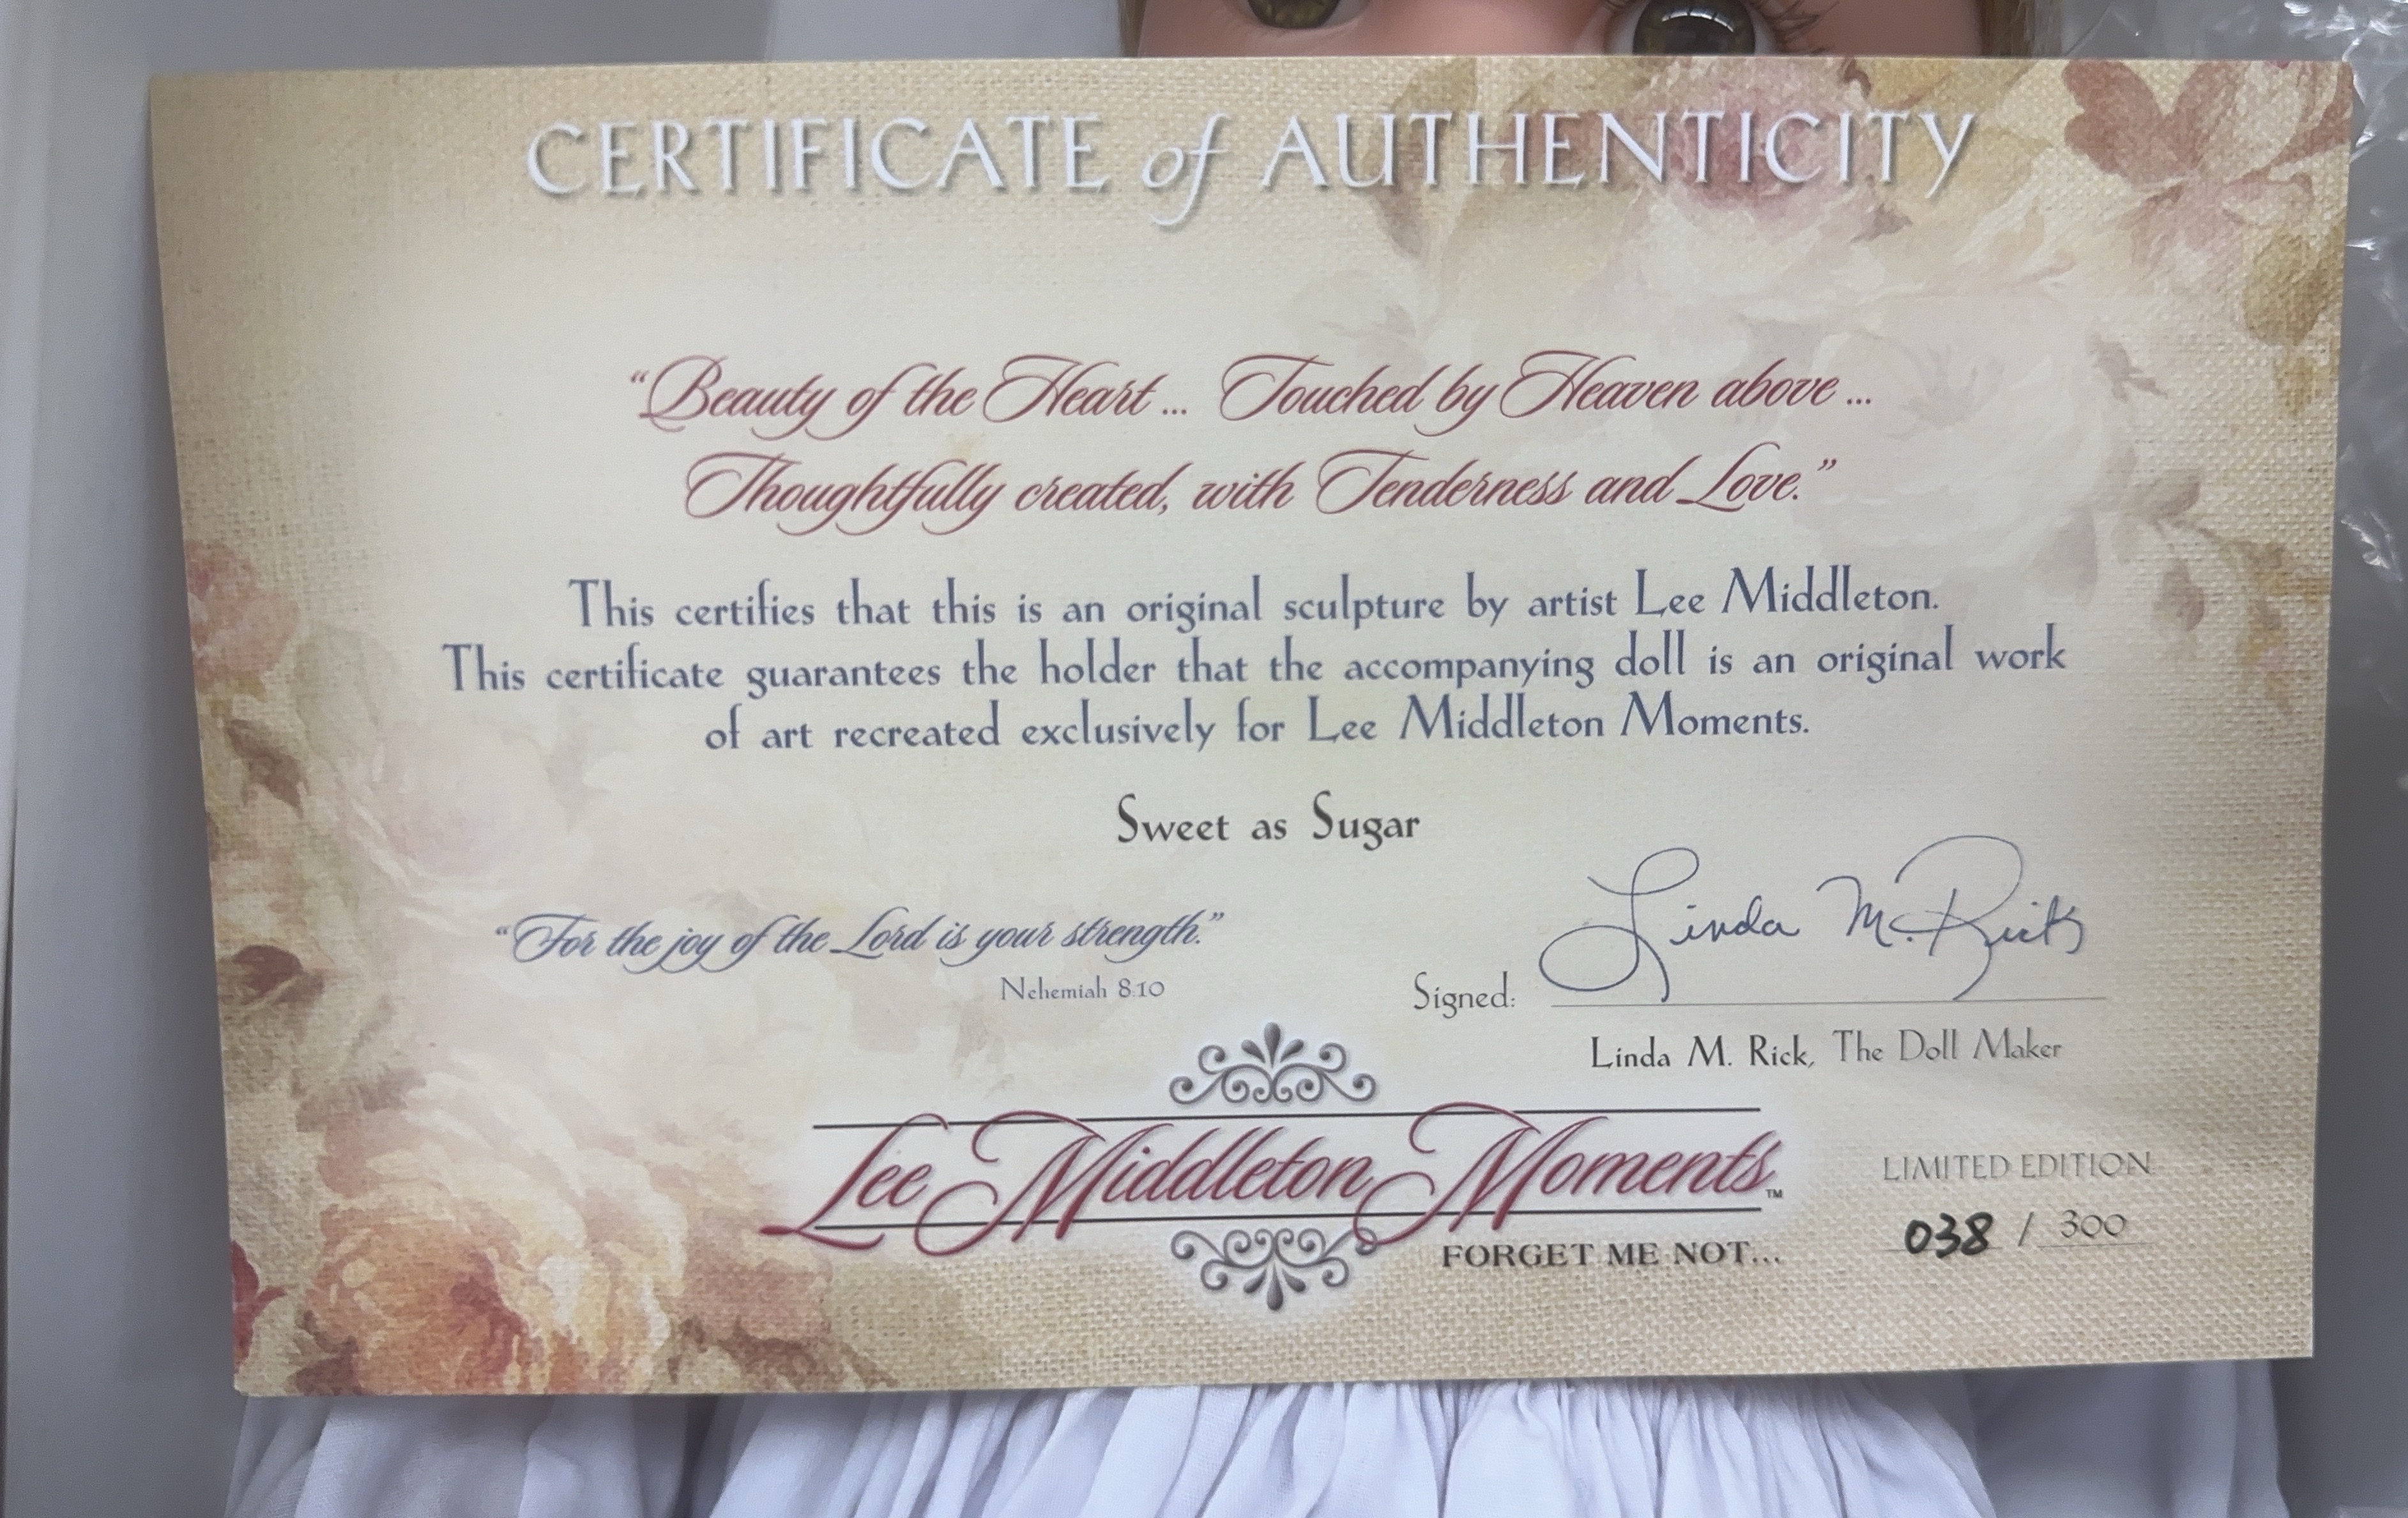 CERTIFICATE of AUTHENTICITY
“Beauty of the Heart ... Touched by Heaven above ...
Thoughtfully created, with Tenderness and Love.”
This certifies that this is an original sculpture by artist Lee Middleton.
This certificate guarantees the holder that the accompanying doll is an original work
of art recreated exclusively for Lee Middleton Moments.
Sweet as Sugar
“For the joy of the Lord is your strength.”
Nehemiah 8:10
Signed: Linda M. Rick
Linda M. Rick, The Doll Maker
Lee Middleton Moments™
FORGET ME NOT...
LIMITED EDITION
038 / 300